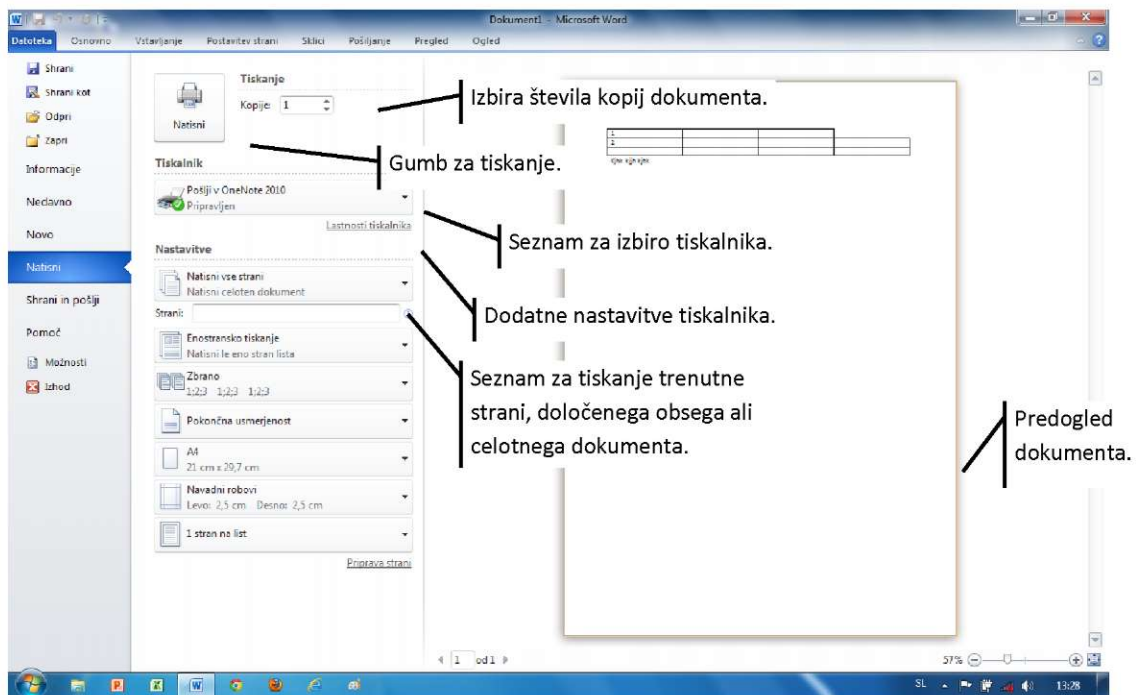 Dokument1 - Microsoft Word
Datoteka Osnovno Vstavljanje Postavitev strani Sklici Pošiljanje Pregled Ogled
Shrani
Shrani kot
Odpri
Zapri
Informacije
Nedavno
Novo
Natisni
Shrani in pošlji
Pomoč
Možnosti
Izhod
Natisni
Tiskanje
Kopije: 1
Tiskalnik
Pošlji v OneNote 2010
Pripravljen
Lastnosti tiskalnika
Nastavitve
Natisni vse strani
Natisni celoten dokument
Strani:
Enostransko tiskanje
Natisni le eno stran lista
Zbrano
1;2;3 1;2;3 1;2;3
Pokončna usmerjenost
A4
21 cm x 29,7 cm
Navadni robovi
Levo: 2,5 cm Desno: 2,5 cm
1 stran na list
Priprava strani
Izbira števila kopij dokumenta.
Gumb za tiskanje.
Seznam za izbiro tiskalnika.
Dodatne nastavitve tiskalnika.
Seznam za tiskanje trenutne
strani, določenega obsega ali
celotnega dokumenta.
1
1
Predogled
dokumenta.
1 od 1
57%
SL
13:28